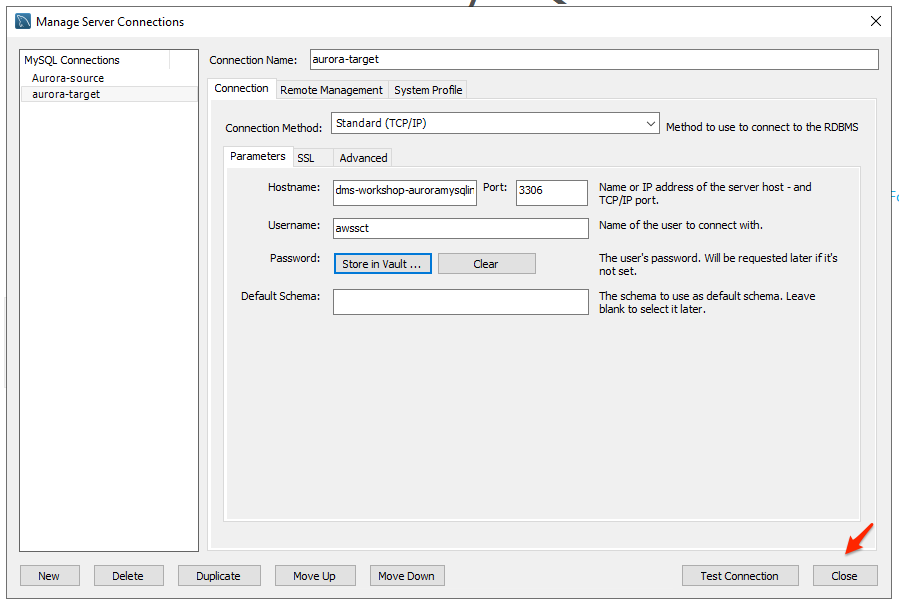 Manage Server Connections
MySQL Connections
Aurora-source
aurora-target
Connection Name: aurora-target
Connection Remote Management System Profile
Connection Method: Standard (TCP/IP) Method to use to connect to the RDBMS
Parameters SSL Advanced
Hostname: dms-workshop-auroramysqlin Port: 3306 Name or IP address of the server host - and
TCP/IP port.
Username: awssct Name of the user to connect with.
Password: Store in Vault ... Clear The user's password. Will be requested later if it's
not set.
Default Schema: The schema to use as default schema. Leave
blank to select it later.
New Delete Duplicate Move Up Move Down Test Connection Close